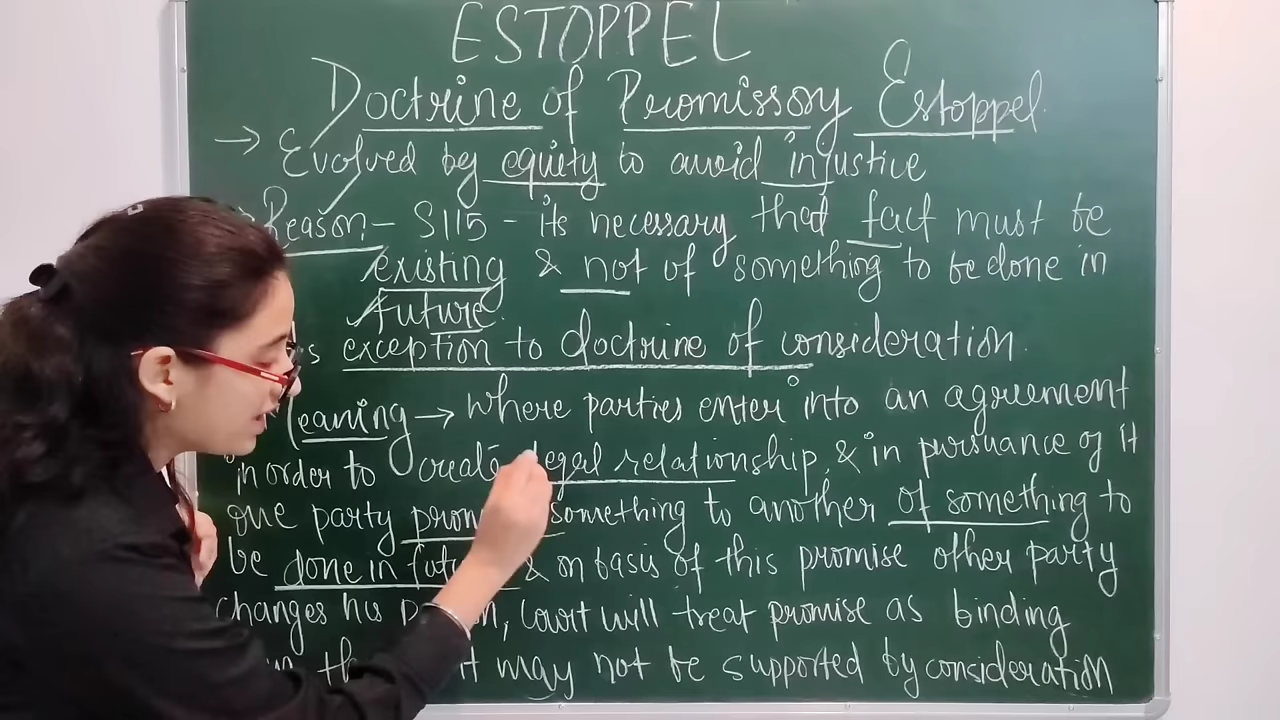 ESTOPPEL
Doctrine of Promissory Estoppel.
→ Evolved by equity to avoid injustice
Reason - S115 - its necessary that fact must be
existing & not of something to be done in
future.
exception to doctrine of consideration.
→ where parties enter into an agreement
in order to create legal relationship, & in pursuance of it
one party something to another of something to
be done in & on basis of this promise other party
changes his , Court will treat promise as binding
it may not be supported by consideration